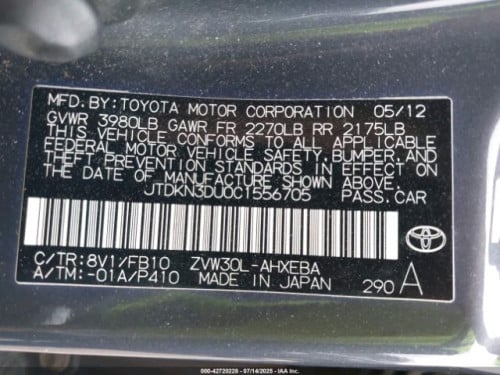 MFD. BY: TOYOTA MOTOR CORPORATION 05/12
GVWR 3980LB GAWR FR 2270LB RR 2175LB
THIS VEHICLE CONFORMS TO ALL APPLICABLE
FEDERAL MOTOR VEHICLE SAFETY, BUMPER, AND
THEFT PREVENTION STANDARDS IN EFFECT ON
THE DATE OF MANUFACTURE SHOWN ABOVE.
JTDKN3DU0C1556705 PASS. CAR
C/TR: 8V1/FB10 ZVW30L-AHXEBA
A/TM: -01A/P410 MADE IN JAPAN 290 A
000-42720228 - 07/14/2025 - IAA Inc.